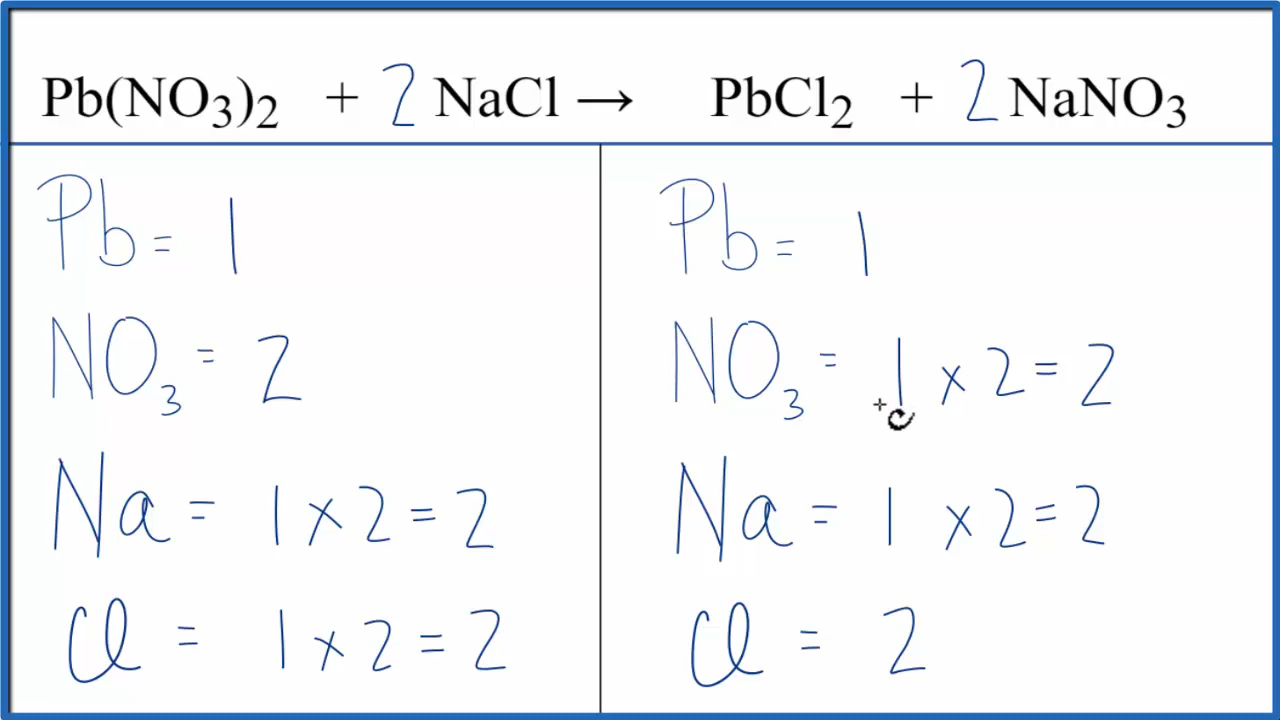 Pb(NO₃)₂ + 2 NaCl → PbCl₂ + 2 NaNO₃
Pb = 1
NO₃ = 2
Na = 1 x 2 = 2
Cl = 1 x 2 = 2
Pb = 1
NO₃ = 1 x 2 = 2
Na = 1 x 2 = 2
Cl = 2